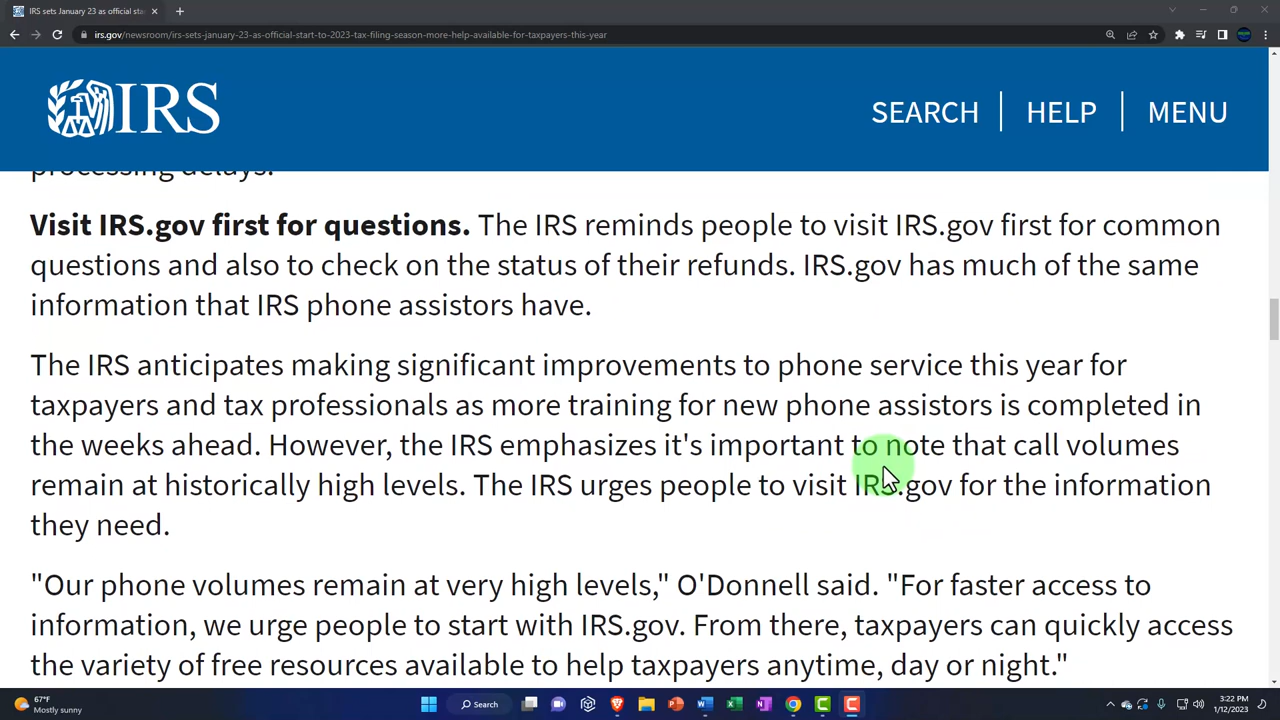 IRS sets January 23 as official sta
irs.gov/newsroom/irs-sets-january-23-as-official-start-to-2023-tax-filing-season-more-help-available-for-taxpayers-this-year
IRS
SEARCH
HELP
MENU
processing delays.
Visit IRS.gov first for questions. The IRS reminds people to visit IRS.gov first for common
questions and also to check on the status of their refunds. IRS.gov has much of the same
information that IRS phone assistors have.
The IRS anticipates making significant improvements to phone service this year for
taxpayers and tax professionals as more training for new phone assistors is completed in
the weeks ahead. However, the IRS emphasizes it's important to note that call volumes
remain at historically high levels. The IRS urges people to visit IRS.gov for the information
they need.
"Our phone volumes remain at very high levels," O'Donnell said. "For faster access to
information, we urge people to start with IRS.gov. From there, taxpayers can quickly access
the variety of free resources available to help taxpayers anytime, day or night."
67°F
Mostly sunny
Search
3:22 PM
1/12/2023